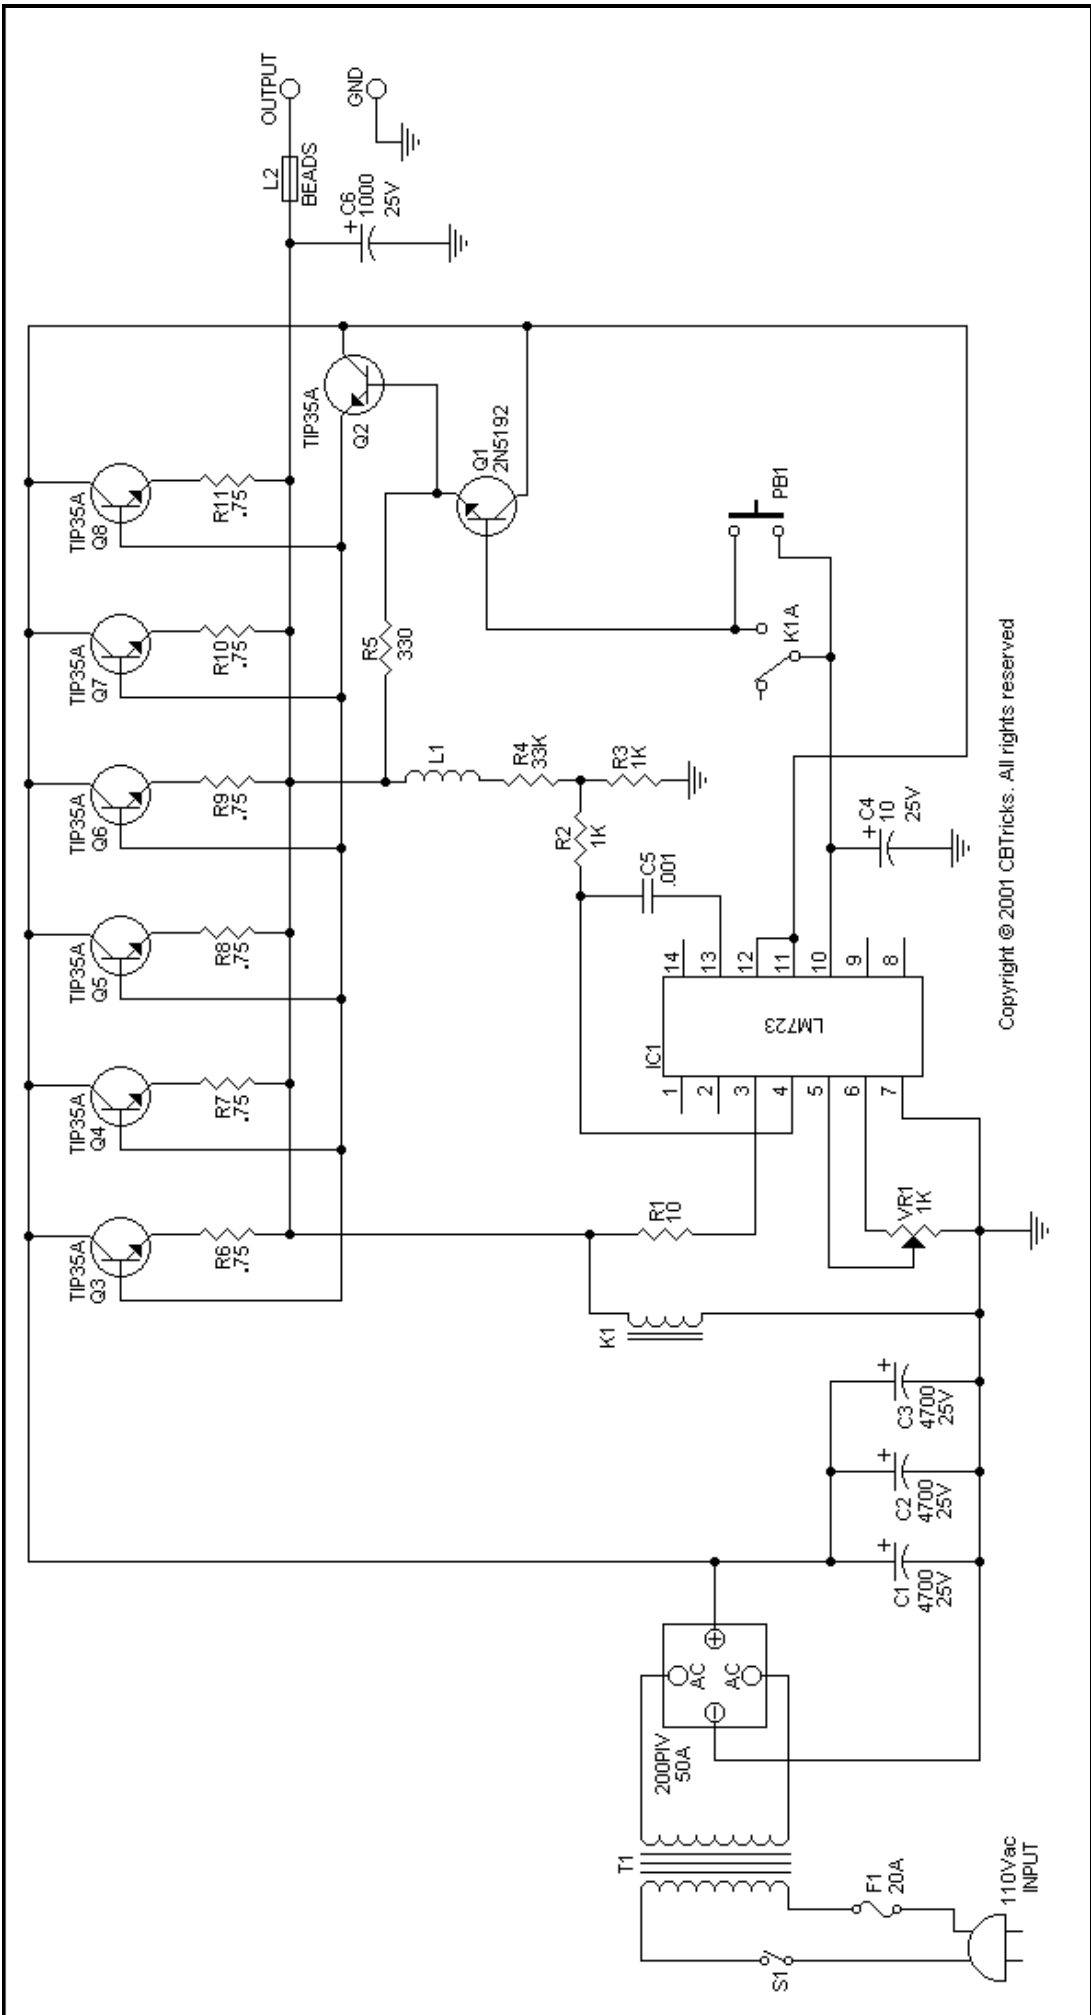 TIP35A
Q3
TIP35A
Q4
TIP35A
Q5
TIP35A
Q6
TIP35A
Q7
TIP35A
Q8
R6
.75
R7
.75
R8
.75
R9
.75
R10
.75
R11
.75
L2
BEADS
OUTPUT
GND
+
C6
1000
25V
TIP35A
Q2
R5
330
Q1
2N5192
L1
R4
33K
R3
1K
R2
1K
C5
.001
K1A
PB1
+
C4
10
25V
IC1
LM723
14
13
12
11
10
9
8
1
2
3
4
5
6
7
R1
10
VR1
1K
K1
+
C3
4700
25V
+
C2
4700
25V
+
C1
4700
25V
200PIV
50A
AC
AC
+
−
T1
F1
20A
S1
110Vac
INPUT
Copyright © 2001 CBTricks. All rights reserved